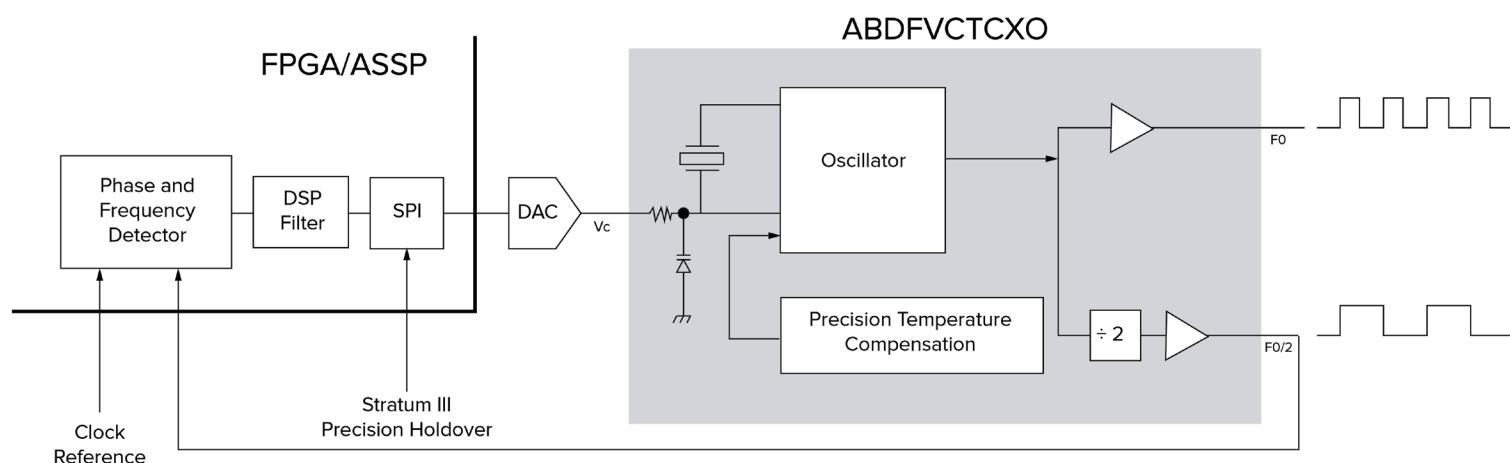 ABDFVCTCXO
FPGA/ASSP
Phase and
Frequency
Detector
DSP
Filter
SPI
DAC
Vc
Oscillator
F0
Precision Temperature
Compensation
÷ 2
F0/2
Stratum III
Precision Holdover
Clock
Reference